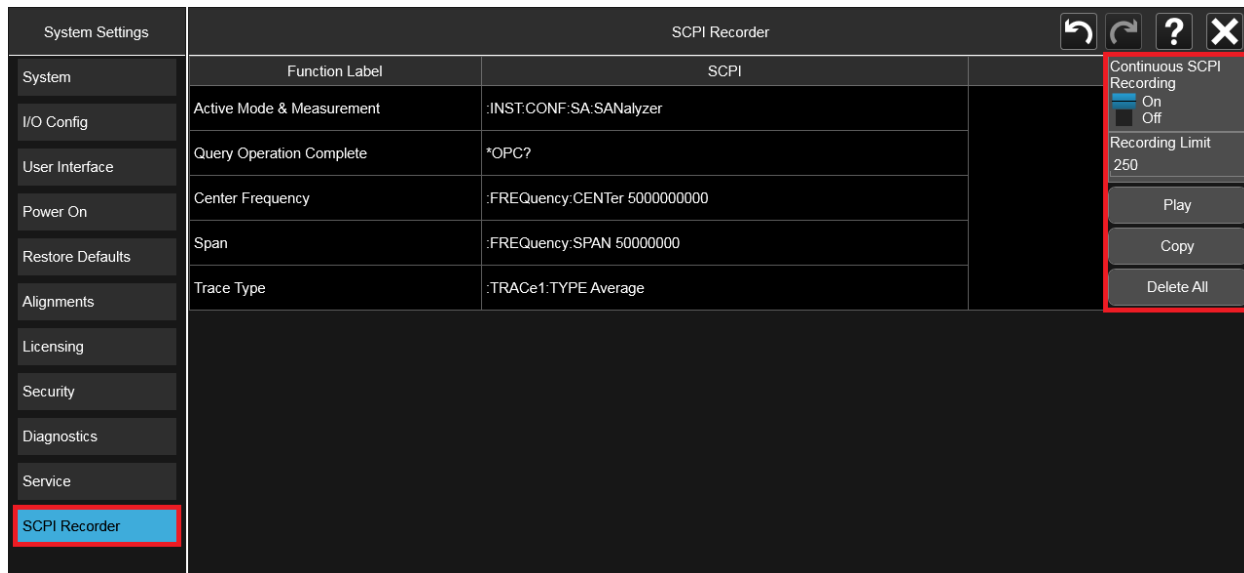 System Settings
SCPI Recorder
?
System
I/O Config
User Interface
Power On
Restore Defaults
Alignments
Licensing
Security
Diagnostics
Service
SCPI Recorder
Function Label SCPI
Active Mode & Measurement :INST:CONF:SA:SANalyzer
Query Operation Complete *OPC?
Center Frequency :FREQuency:CENTer 5000000000
Span :FREQuency:SPAN 50000000
Trace Type :TRACe1:TYPE Average
Continuous SCPI
Recording
On
Off
Recording Limit
250
Play
Copy
Delete All